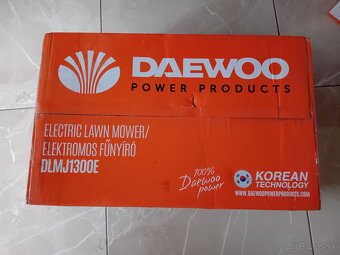 DAEWOO
POWER PRODUCTS
ELECTRIC LAWN MOWER/
ELEKTROMOS FŰNYÍRÓ
DLMJ1300E
100%
Daewoo
power
KOREAN
TECHNOLOGY
WWW.DAEWOOPOWERPRODUCTS.COM